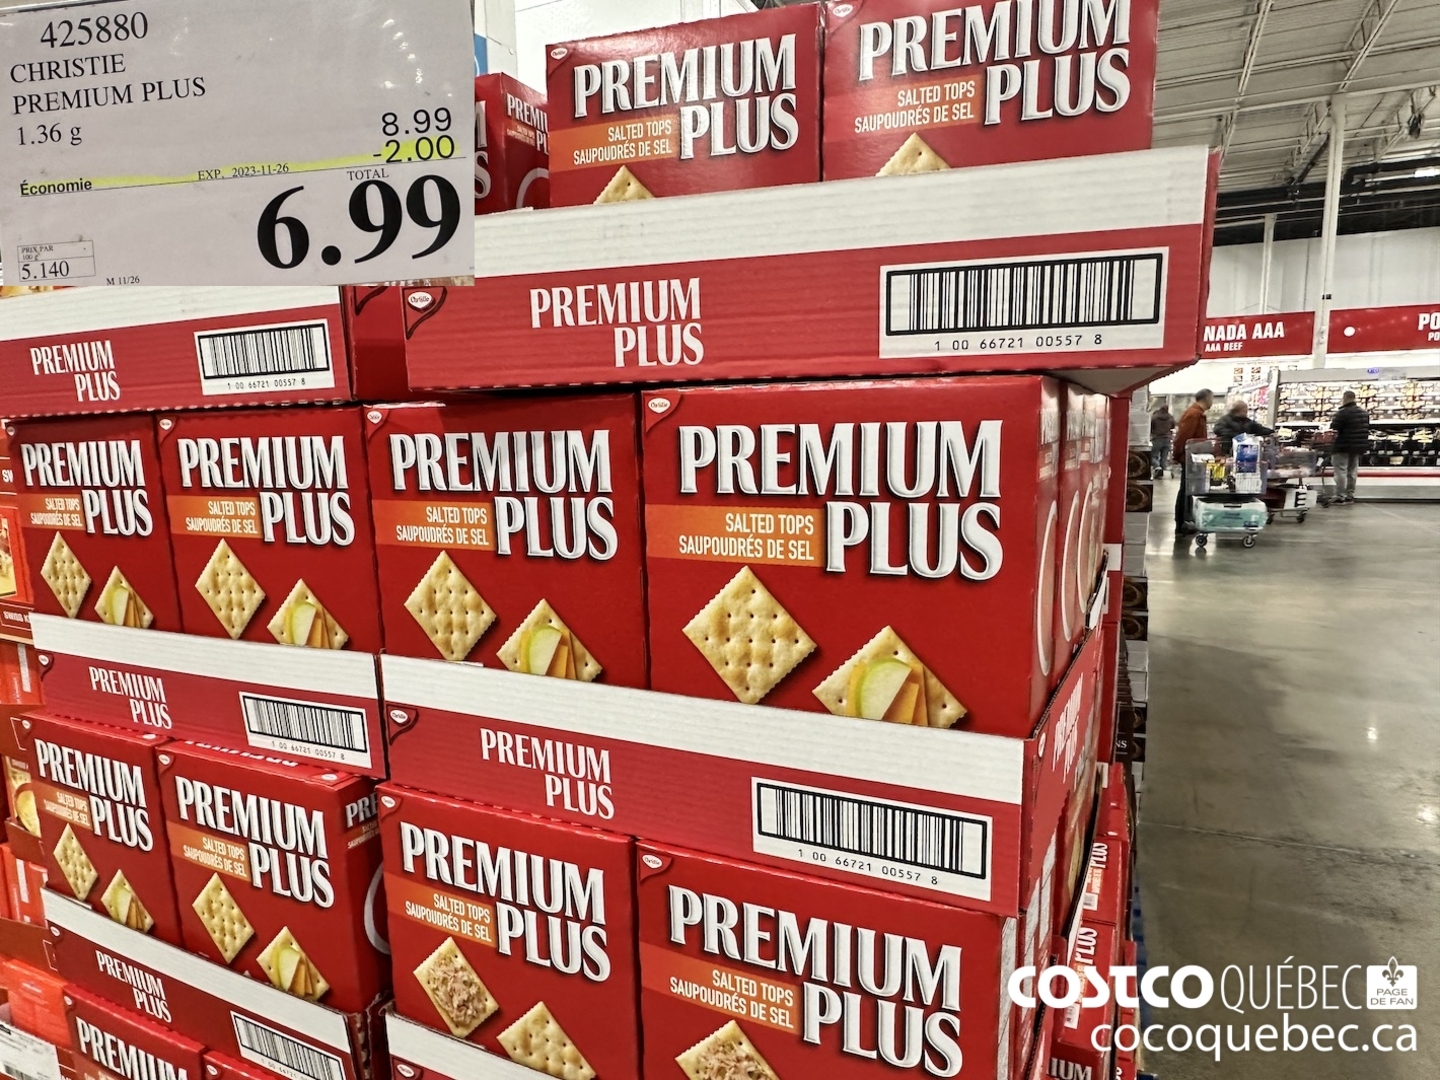 425880
CHRISTIE
PREMIUM PLUS
1.36 g
8.99
-2.00
Économie
EXP. 2023-11-26
TOTAL
6.99
PRIX PAR
100 g
5.140
M 11/26
PREMIUM
PLUS
SALTED TOPS
SAUPOUDRÉS DE SEL
PREMIUM
PLUS
SALTED TOPS
SAUPOUDRÉS DE SEL
PREMIUM
PLUS
1 00 66721 00557 8
Christie
PREMIUM
PLUS
1 00 66721 00557 8
NADA AAA
AAA BEEF
PO
PREMIUM
PLUS
SALTED TOPS
SAUPOUDRÉS DE SEL
PREMIUM
PLUS
SALTED TOPS
SAUPOUDRÉS DE SEL
PREMIUM
PLUS
SALTED TOPS
SAUPOUDRÉS DE SEL
Christie
PREMIUM
PLUS
SALTED TOPS
SAUPOUDRÉS DE SEL
PREMIUM
PLUS
1 00 66721 00557 8
Christie
PREMIUM
PLUS
1 00 66721 00557 8
PREMIUM
PLUS
SALTED TOPS
SAUPOUDRÉS DE SEL
PREMIUM
PLUS
SALTED TOPS
SAUPOUDRÉS DE SEL
PREMIUM
PLUS
SALTED TOPS
SAUPOUDRÉS DE SEL
Christie
PREMIUM
PLUS
SALTED TOPS
SAUPOUDRÉS DE SEL
PREMIUM
PLUS
PREMIUM
PLUS
COSTCO QUÉBEC
PAGE
DE FAN
cocoquebec.ca